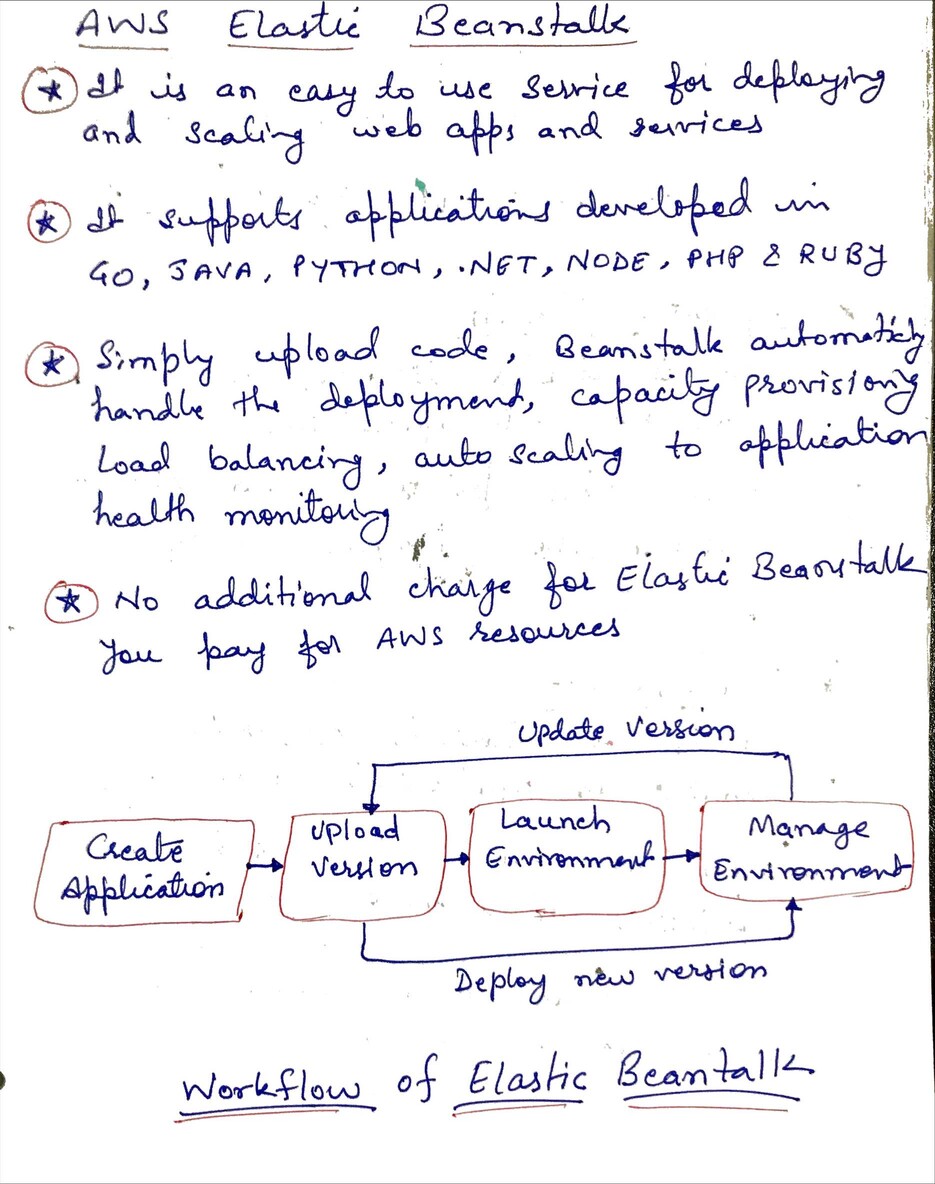 AWS Elastic Beanstalk
It is an easy to use service for deploying
and scaling web apps and services
It supports applications developed in
GO, JAVA, PYTHON, .NET, NODE, PHP & RUBY
Simply upload code, Beanstalk automaticly
handle the deployment, capacity provisiong
Load balancing, auto scaling to application
health monitoring
No additional charge for Elastic Beanstalk
You pay for AWS resources
Update Version
Create
Application
Upload
Version
Launch
Environment
Manage
Environment
Deploy new version
Workflow of Elastic Beantalk